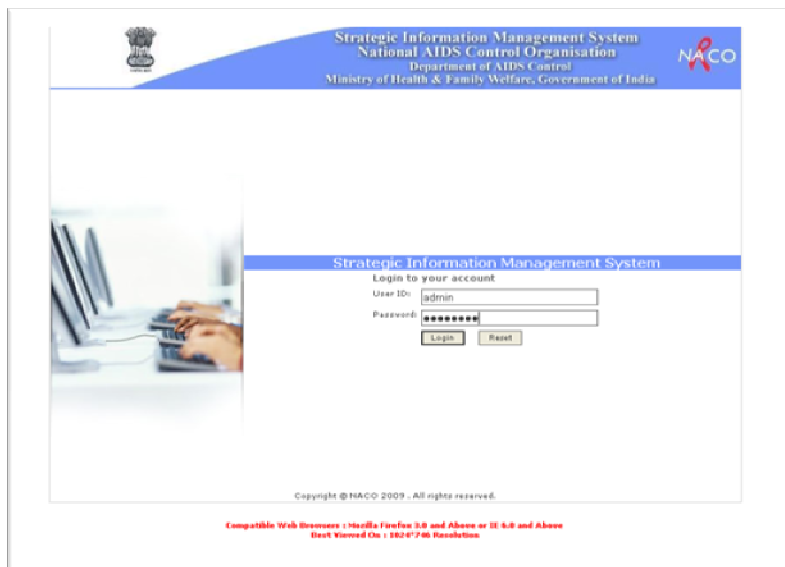 Strategic Information Management System
National AIDS Control Organisation
Department of AIDS Control
Ministry of Health & Family Welfare, Government of India
NACO
Strategic Information Management System
Login to your account
User ID: admin
Password: ●●●●●●●●
Login Reset
Copyright @ NACO 2009 . All rights reserved.
Compatible Web Browsers : Mozilla Firefox 3.0 and Above or IE 6.0 and Above
Best Viewed On : 1024*746 Resolution